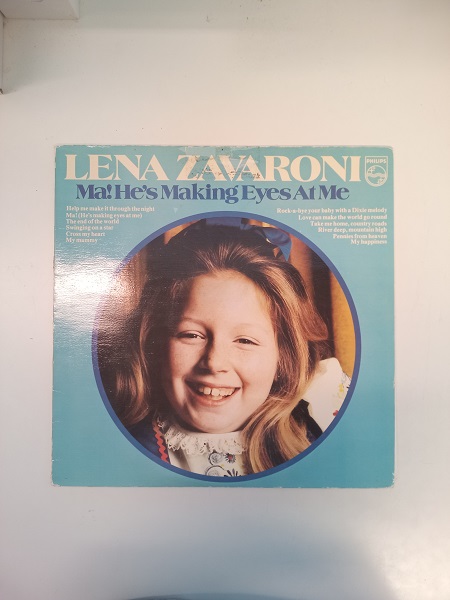 LENA ZAVARONI
PHILIPS
Ma! He's Making Eyes At Me
Help me make it through the night
Ma! (He's making eyes at me)
The end of the world
Swinging on a star
Cross my heart
My mummy
Rock-a-bye your baby with a Dixie melody
Love can make the world go round
Take me home, country roads
River deep, mountain high
Pennies from heaven
My happiness